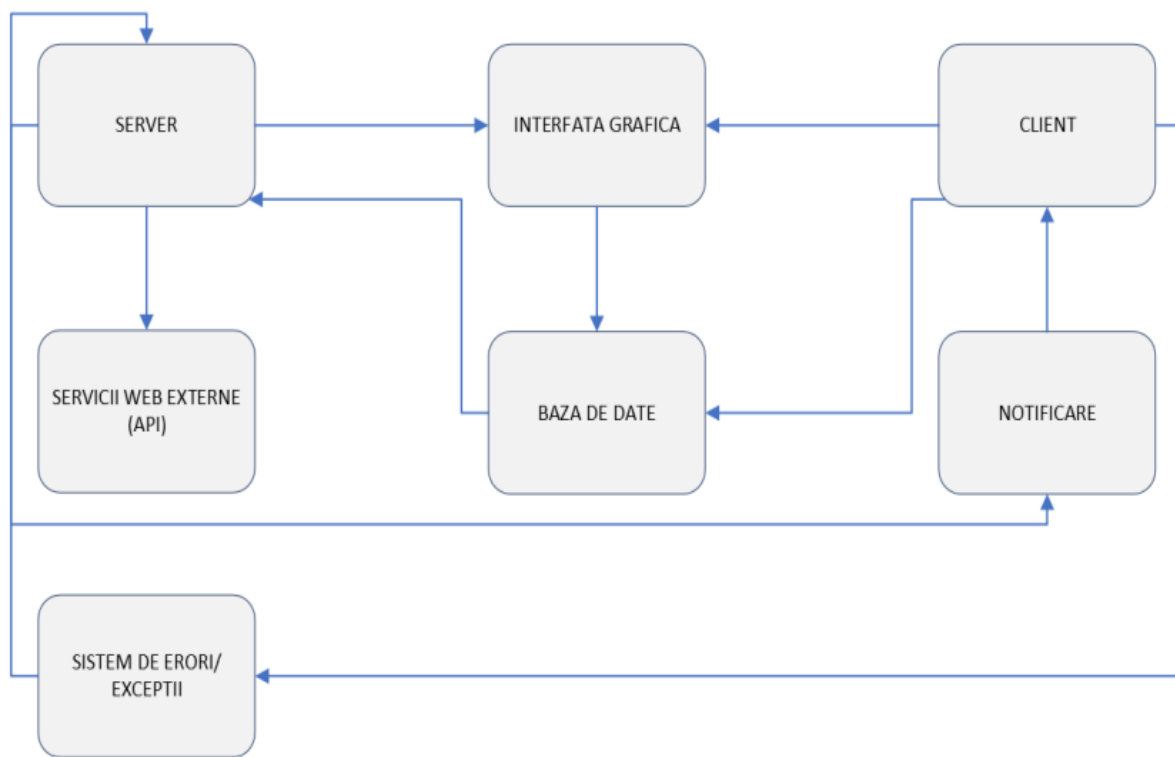 SERVER
INTERFATA GRAFICA
CLIENT
SERVICII WEB EXTERNE
(API)
BAZA DE DATE
NOTIFICARE
SISTEM DE ERORI/
EXCEPTII